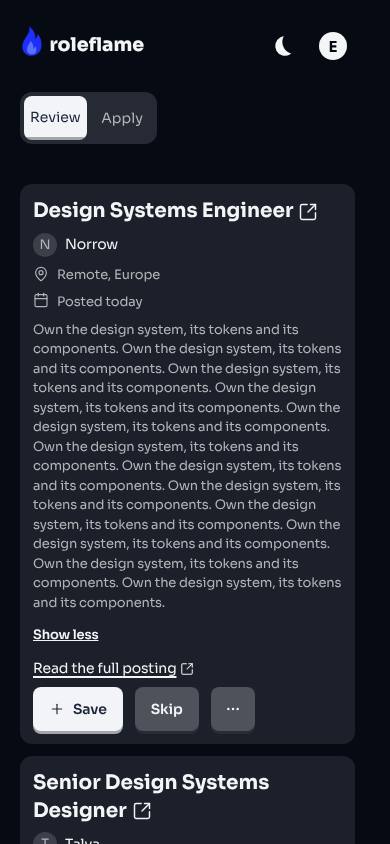 roleflame
E
Review
Apply
Design Systems Engineer
N
Norrow
Remote, Europe
Posted today
Own the design system, its tokens and its
components. Own the design system, its tokens
and its components. Own the design system, its
tokens and its components. Own the design
system, its tokens and its components. Own the
design system, its tokens and its components.
Own the design system, its tokens and its
components. Own the design system, its tokens
and its components. Own the design system, its
tokens and its components. Own the design
system, its tokens and its components. Own the
design system, its tokens and its components.
Own the design system, its tokens and its
components. Own the design system, its tokens
and its components.
Show less
Read the full posting
+ Save
Skip
...
Senior Design Systems
Designer
T
Talya